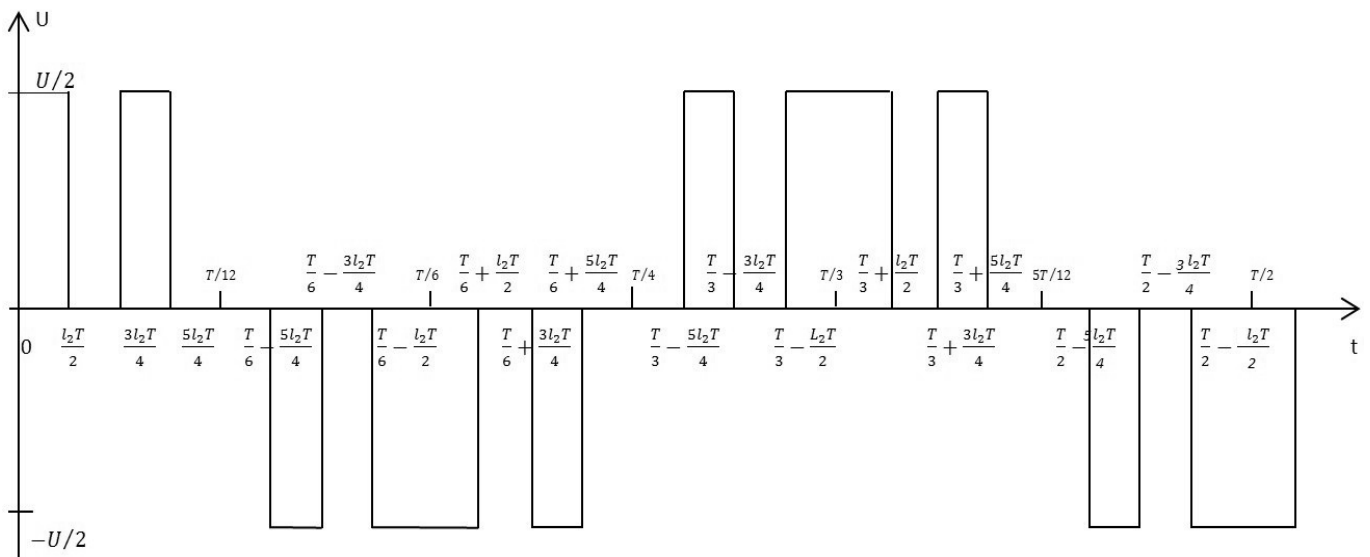 U
U/2
T/6 − 3l₂T/4
T/6 + l₂T/2
T/6 + 5l₂T/4
T/3 − 3l₂T/4
T/3 + l₂T/2
T/3 + 5l₂T/4
T/2 − 3l₂T/4
T/12
T/6
T/4
T/3
5T/12
T/2
0
l₂T/2
3l₂T/4
5l₂T/4
T/6 − 5l₂T/4
T/6 − l₂T/2
T/6 + 3l₂T/4
T/3 − 5l₂T/4
T/3 − L₂T/2
T/3 + 3l₂T/4
T/2 − 5l₂T/4
T/2 − l₂T/2
t
−U/2